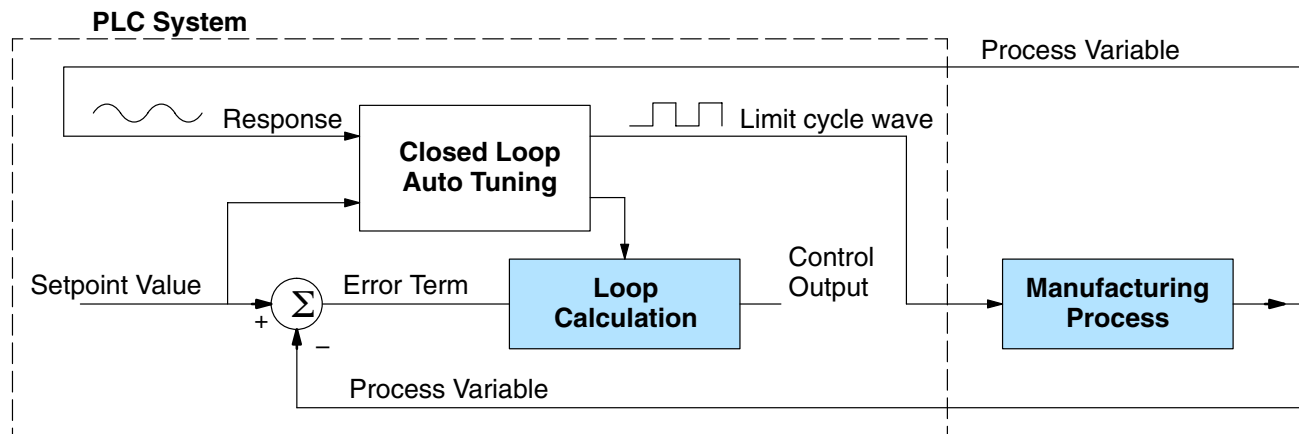 PLC System
Process Variable
Response
Limit cycle wave
Closed Loop
Auto Tuning
Setpoint Value
Error Term
Loop
Calculation
Control
Output
Manufacturing
Process
Σ
+
−
Process Variable